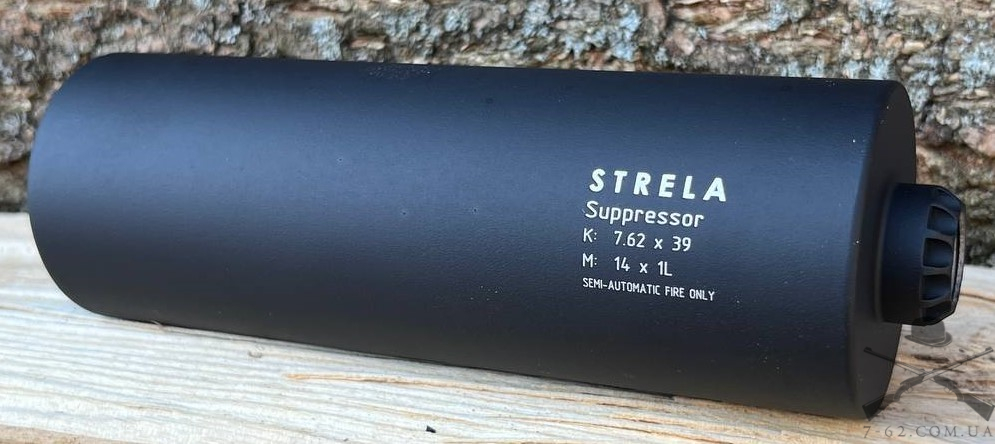 STRELA
Suppressor
K: 7.62 x 39
M: 14 x 1L
SEMI-AUTOMATIC FIRE ONLY
7-62.COM.UA